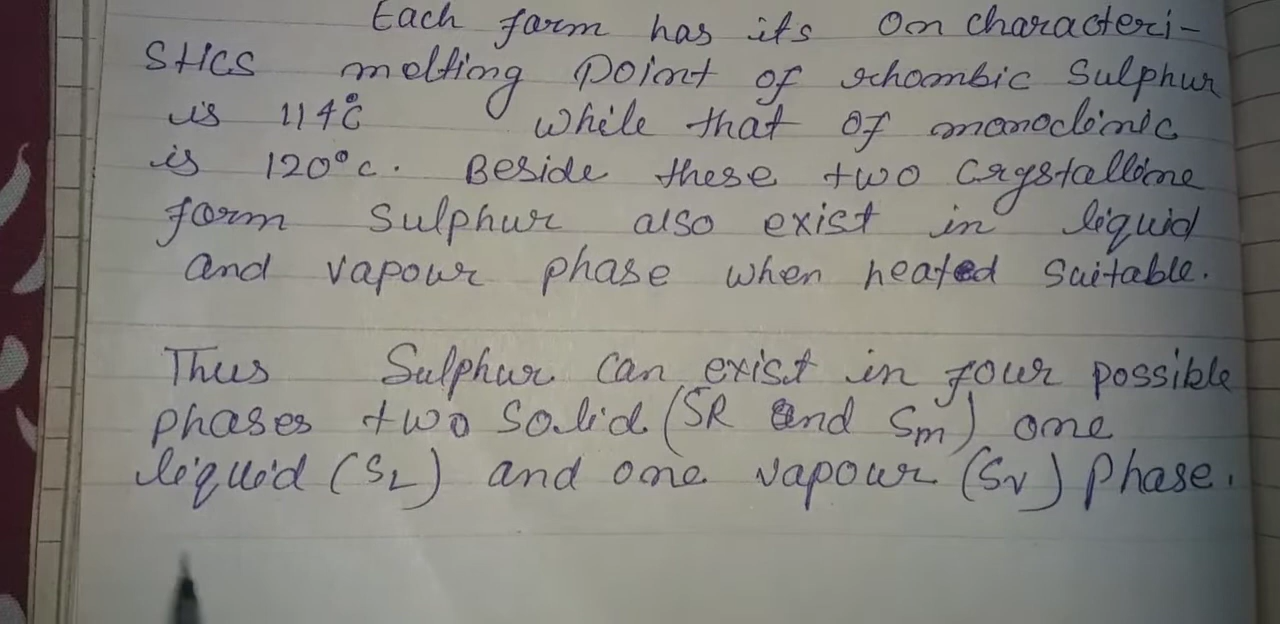 Each form has its on characteri-
stics melting point of rhombic Sulphur
is 114°C while that of monoclinic
is 120°C. Beside these two crystalline
form sulphur also exist in liquid
and vapour phase when heated suitable.
Thus Sulphur can exist in four possible
phases two solid (SR and Sm) one
liquid (SL) and one vapour (SV) phase.